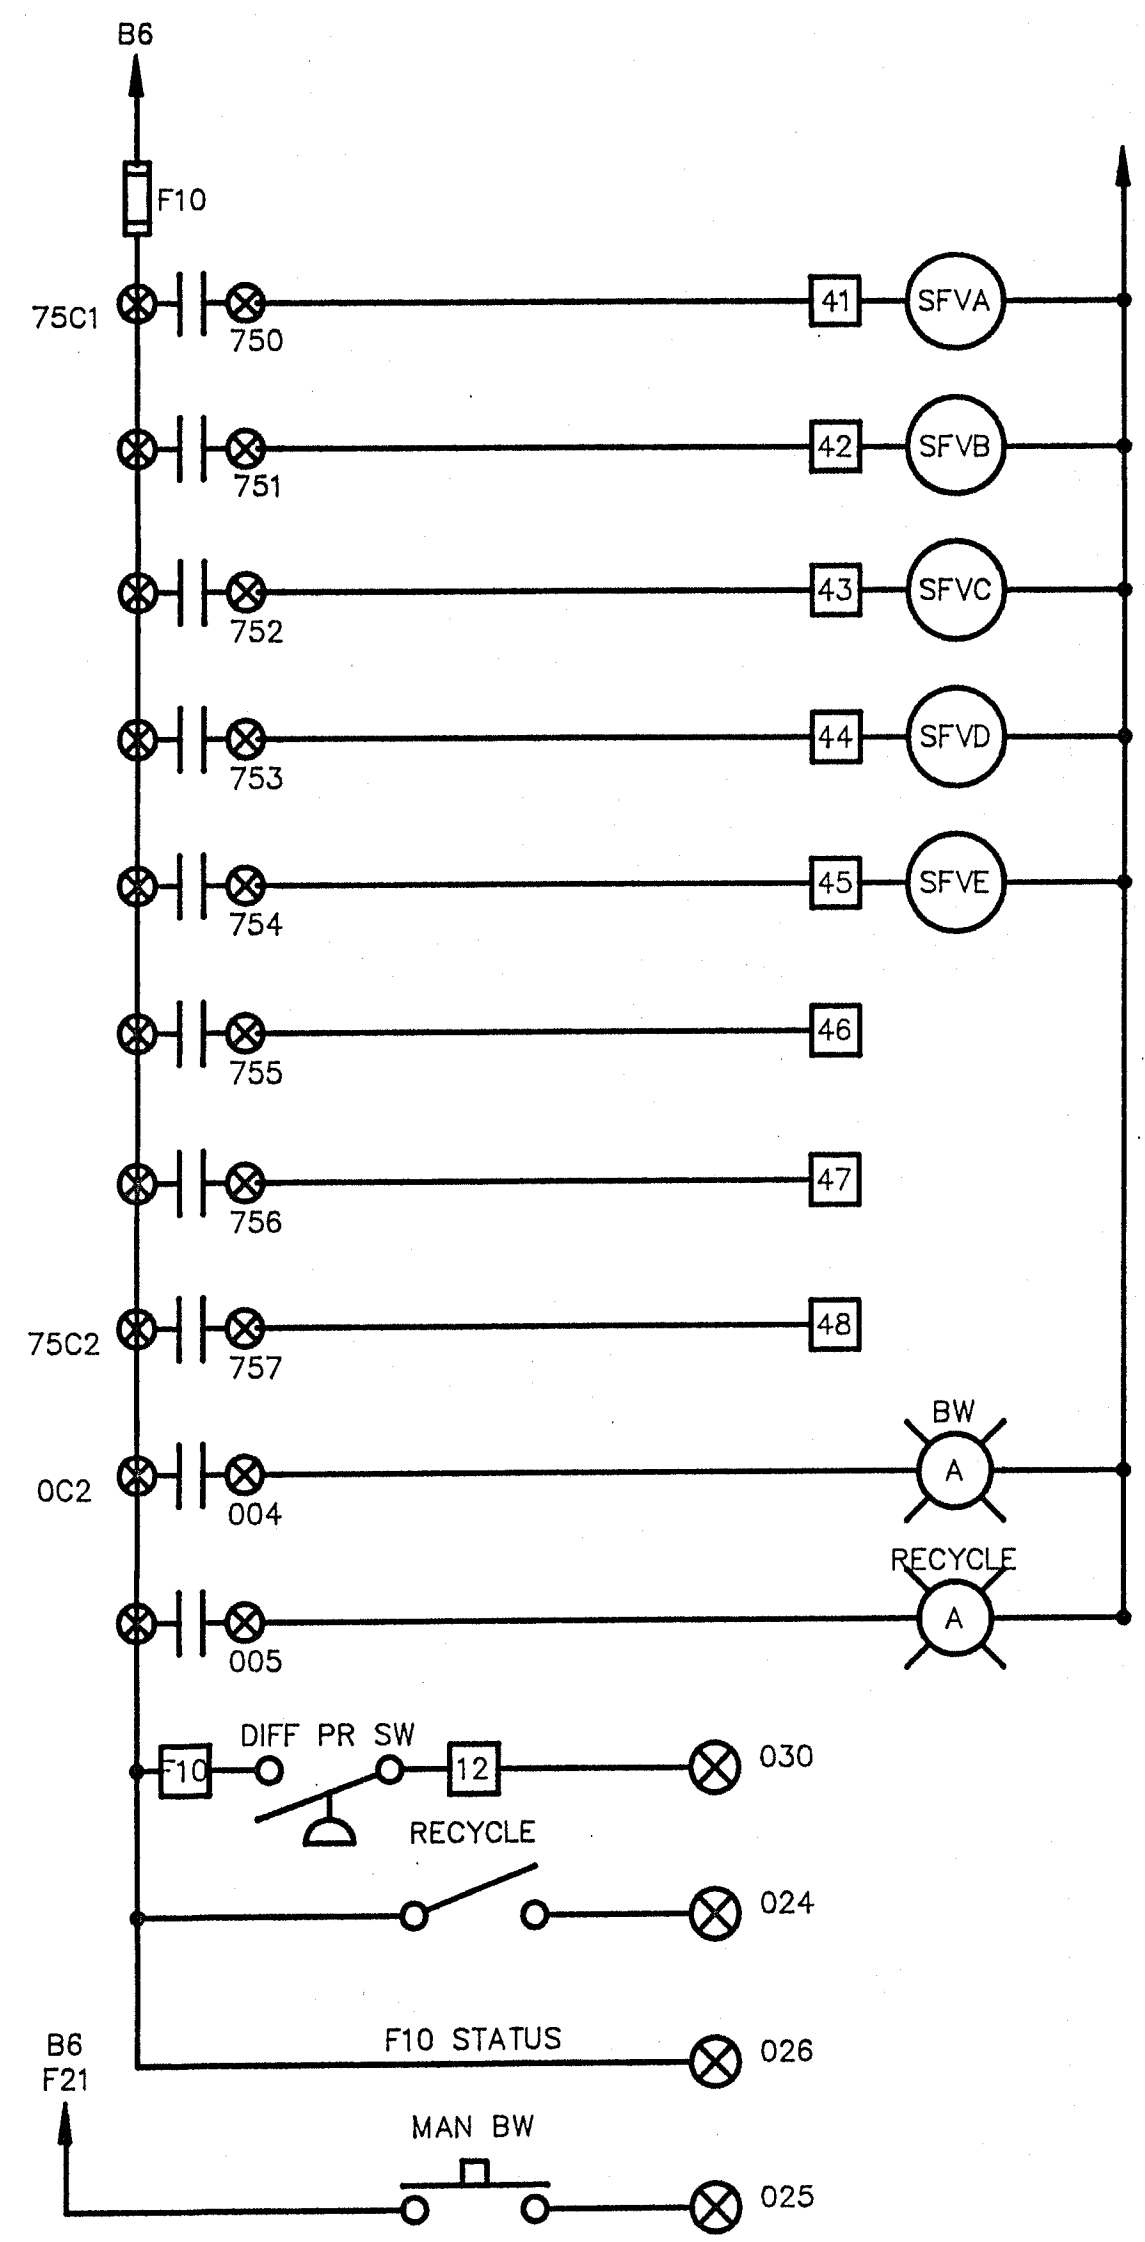 B6
F10
75C1
750
41
SFVA
751
42
SFVB
752
43
SFVC
753
44
SFVD
754
45
SFVE
755
46
756
47
75C2
757
48
BW
0C2
004
A
RECYCLE
005
A
DIFF PR SW
F10
12
030
RECYCLE
024
F10 STATUS
026
B6
F21
MAN BW
025